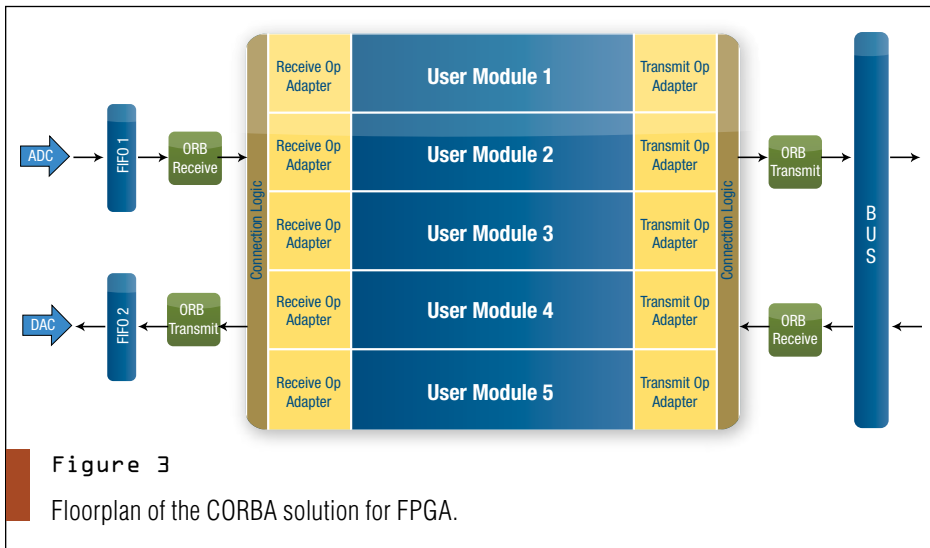 Receive Op
Adapter
User Module 1
Transmit Op
Adapter
ADC
FIFO 1
ORB
Receive
Connection Logic
Receive Op
Adapter
User Module 2
Transmit Op
Adapter
Connection Logic
ORB
Transmit
BUS
Receive Op
Adapter
User Module 3
Transmit Op
Adapter
DAC
FIFO 2
ORB
Transmit
Receive Op
Adapter
User Module 4
Transmit Op
Adapter
ORB
Receive
Receive Op
Adapter
User Module 5
Transmit Op
Adapter
Figure 3
Floorplan of the CORBA solution for FPGA.